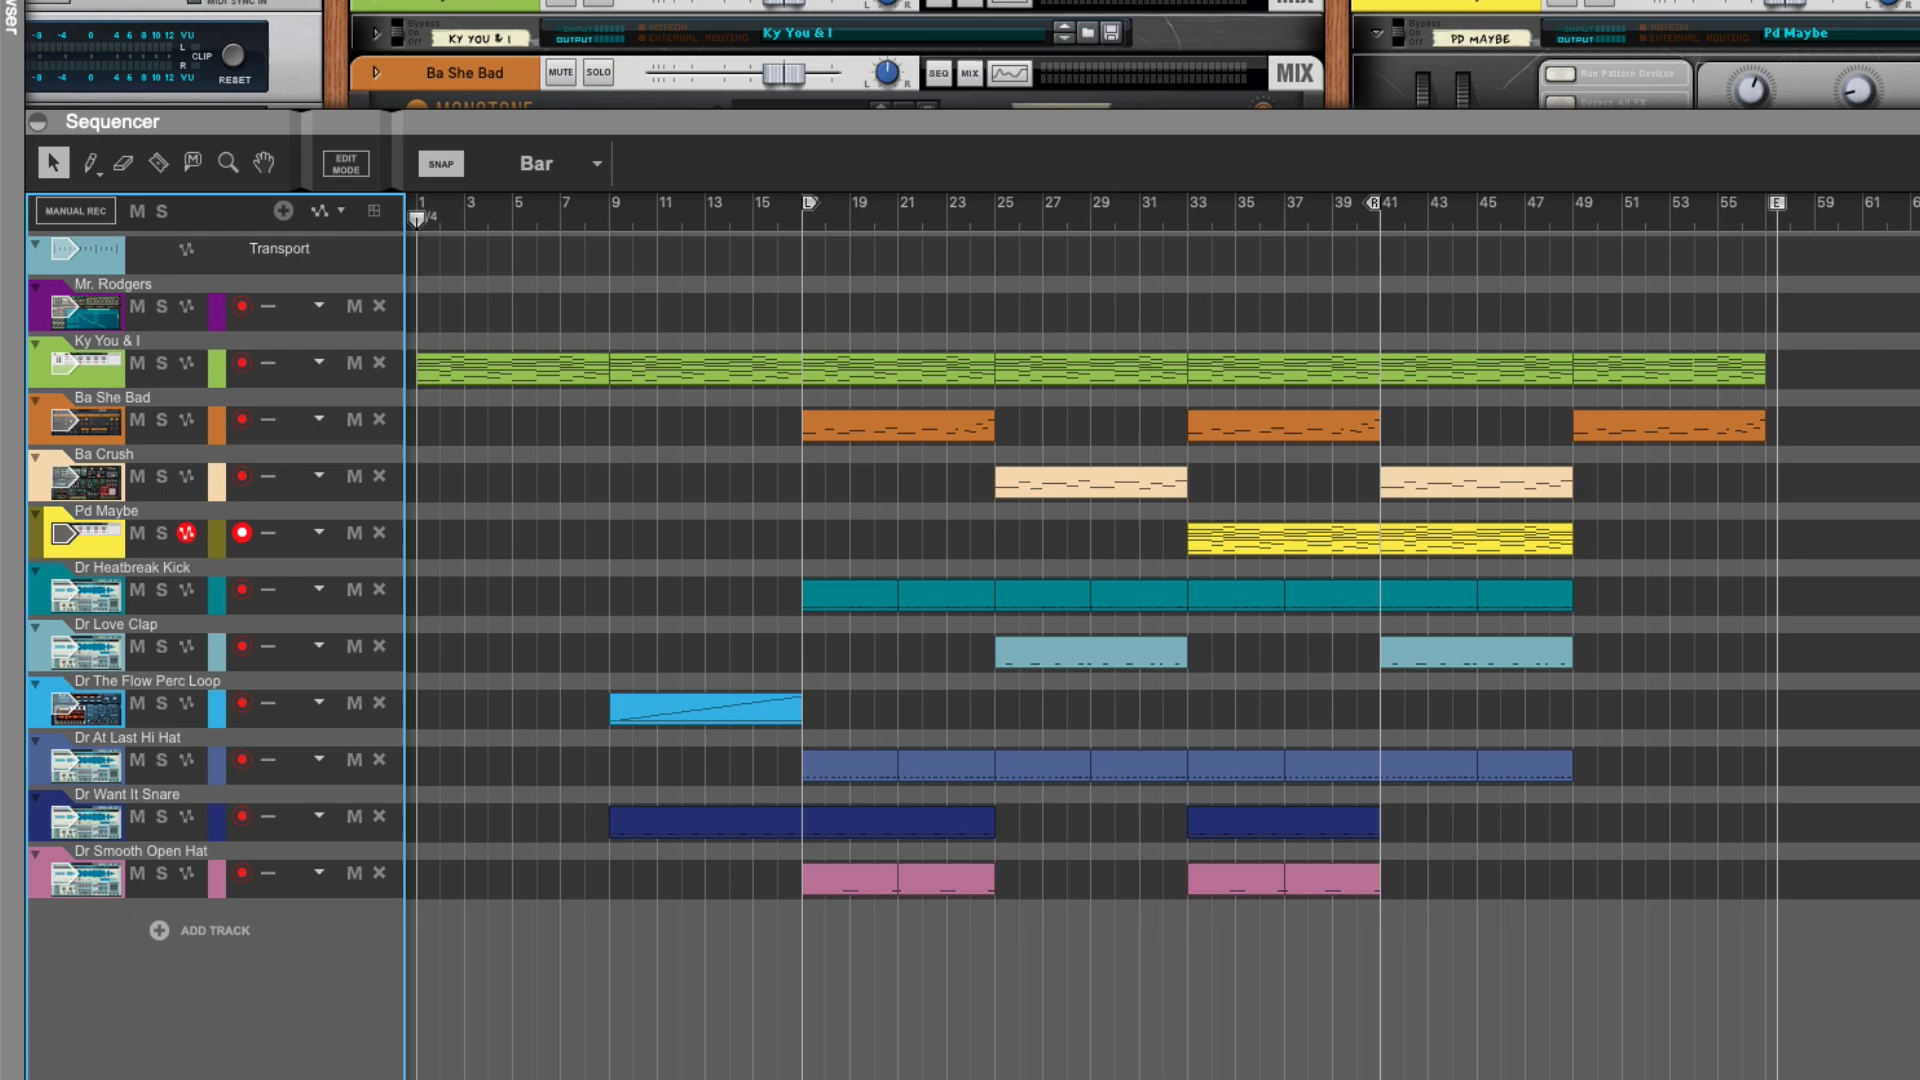 MIDI SYNC IN
-8 -4 0 4 6 8 10 12 VU
L
CLIP
R
-8 -4 0 4 6 8 10 12 VU
RESET
Bypass
On
Off
KY YOU & I
INPUT
OUTPUT
NOTEON
EXTERNAL ROUTING
Ky You & I
MIX
L R
Ba She Bad
MUTE
SOLO
L R
SEQ
MIX
MIX
MONOTONE
Bypass
On
Off
PD MAYBE
INPUT
OUTPUT
NOTEON
EXTERNAL ROUTING
Pd Maybe
Run Pattern Devices
Bypass All FX
wser
Sequencer
M
EDIT
MODE
SNAP
Bar
MANUAL REC M S
1 3 5 7 9 11 13 15 L 19 21 23 25 27 29 31 33 35 37 39 R 41 43 45 47 49 51 53 55 E 59 61 6
/4
Transport
Mr. Rodgers
M S M
Ky You & I
M S M
Ba She Bad
M S M
Ba Crush
M S M
Pd Maybe
M S M
Dr Heatbreak Kick
M S M
Dr Love Clap
M S M
Dr The Flow Perc Loop
M S M
Dr At Last Hi Hat
M S M
Dr Want It Snare
M S M
Dr Smooth Open Hat
M S M
ADD TRACK